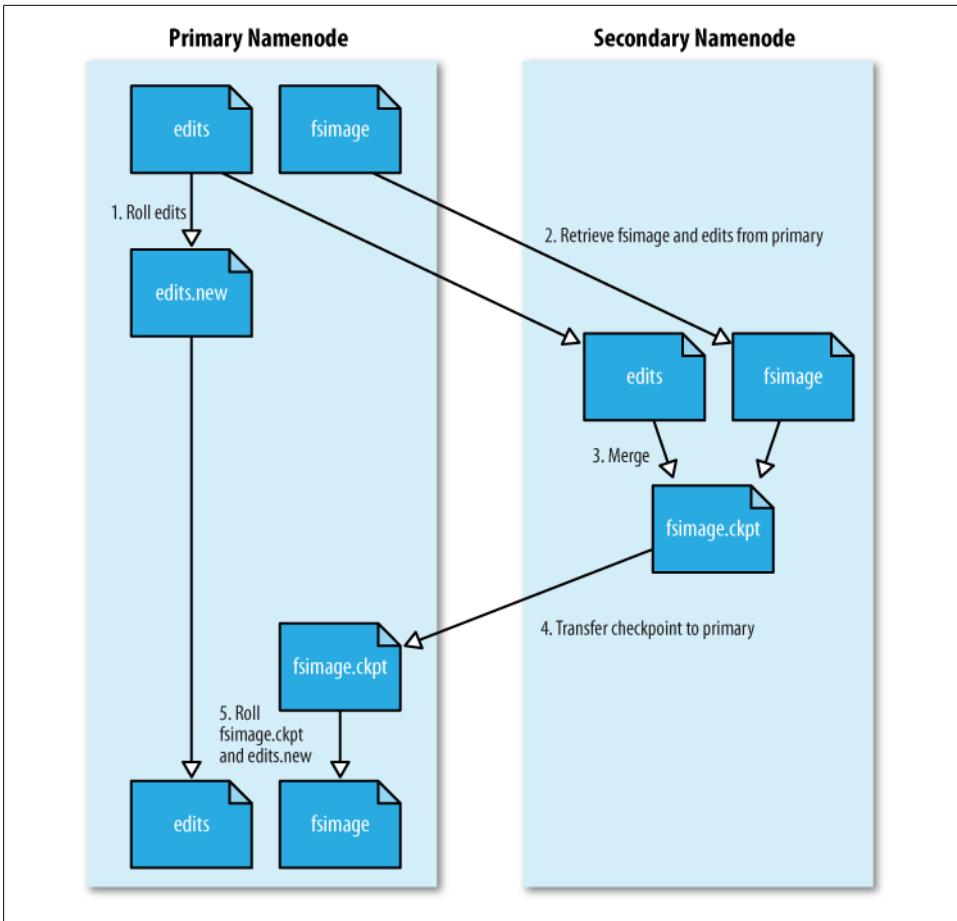 Primary Namenode
Secondary Namenode
edits
fsimage
1. Roll edits
2. Retrieve fsimage and edits from primary
edits.new
edits
fsimage
3. Merge
fsimage.ckpt
4. Transfer checkpoint to primary
fsimage.ckpt
5. Roll
fsimage.ckpt
and edits.new
edits
fsimage